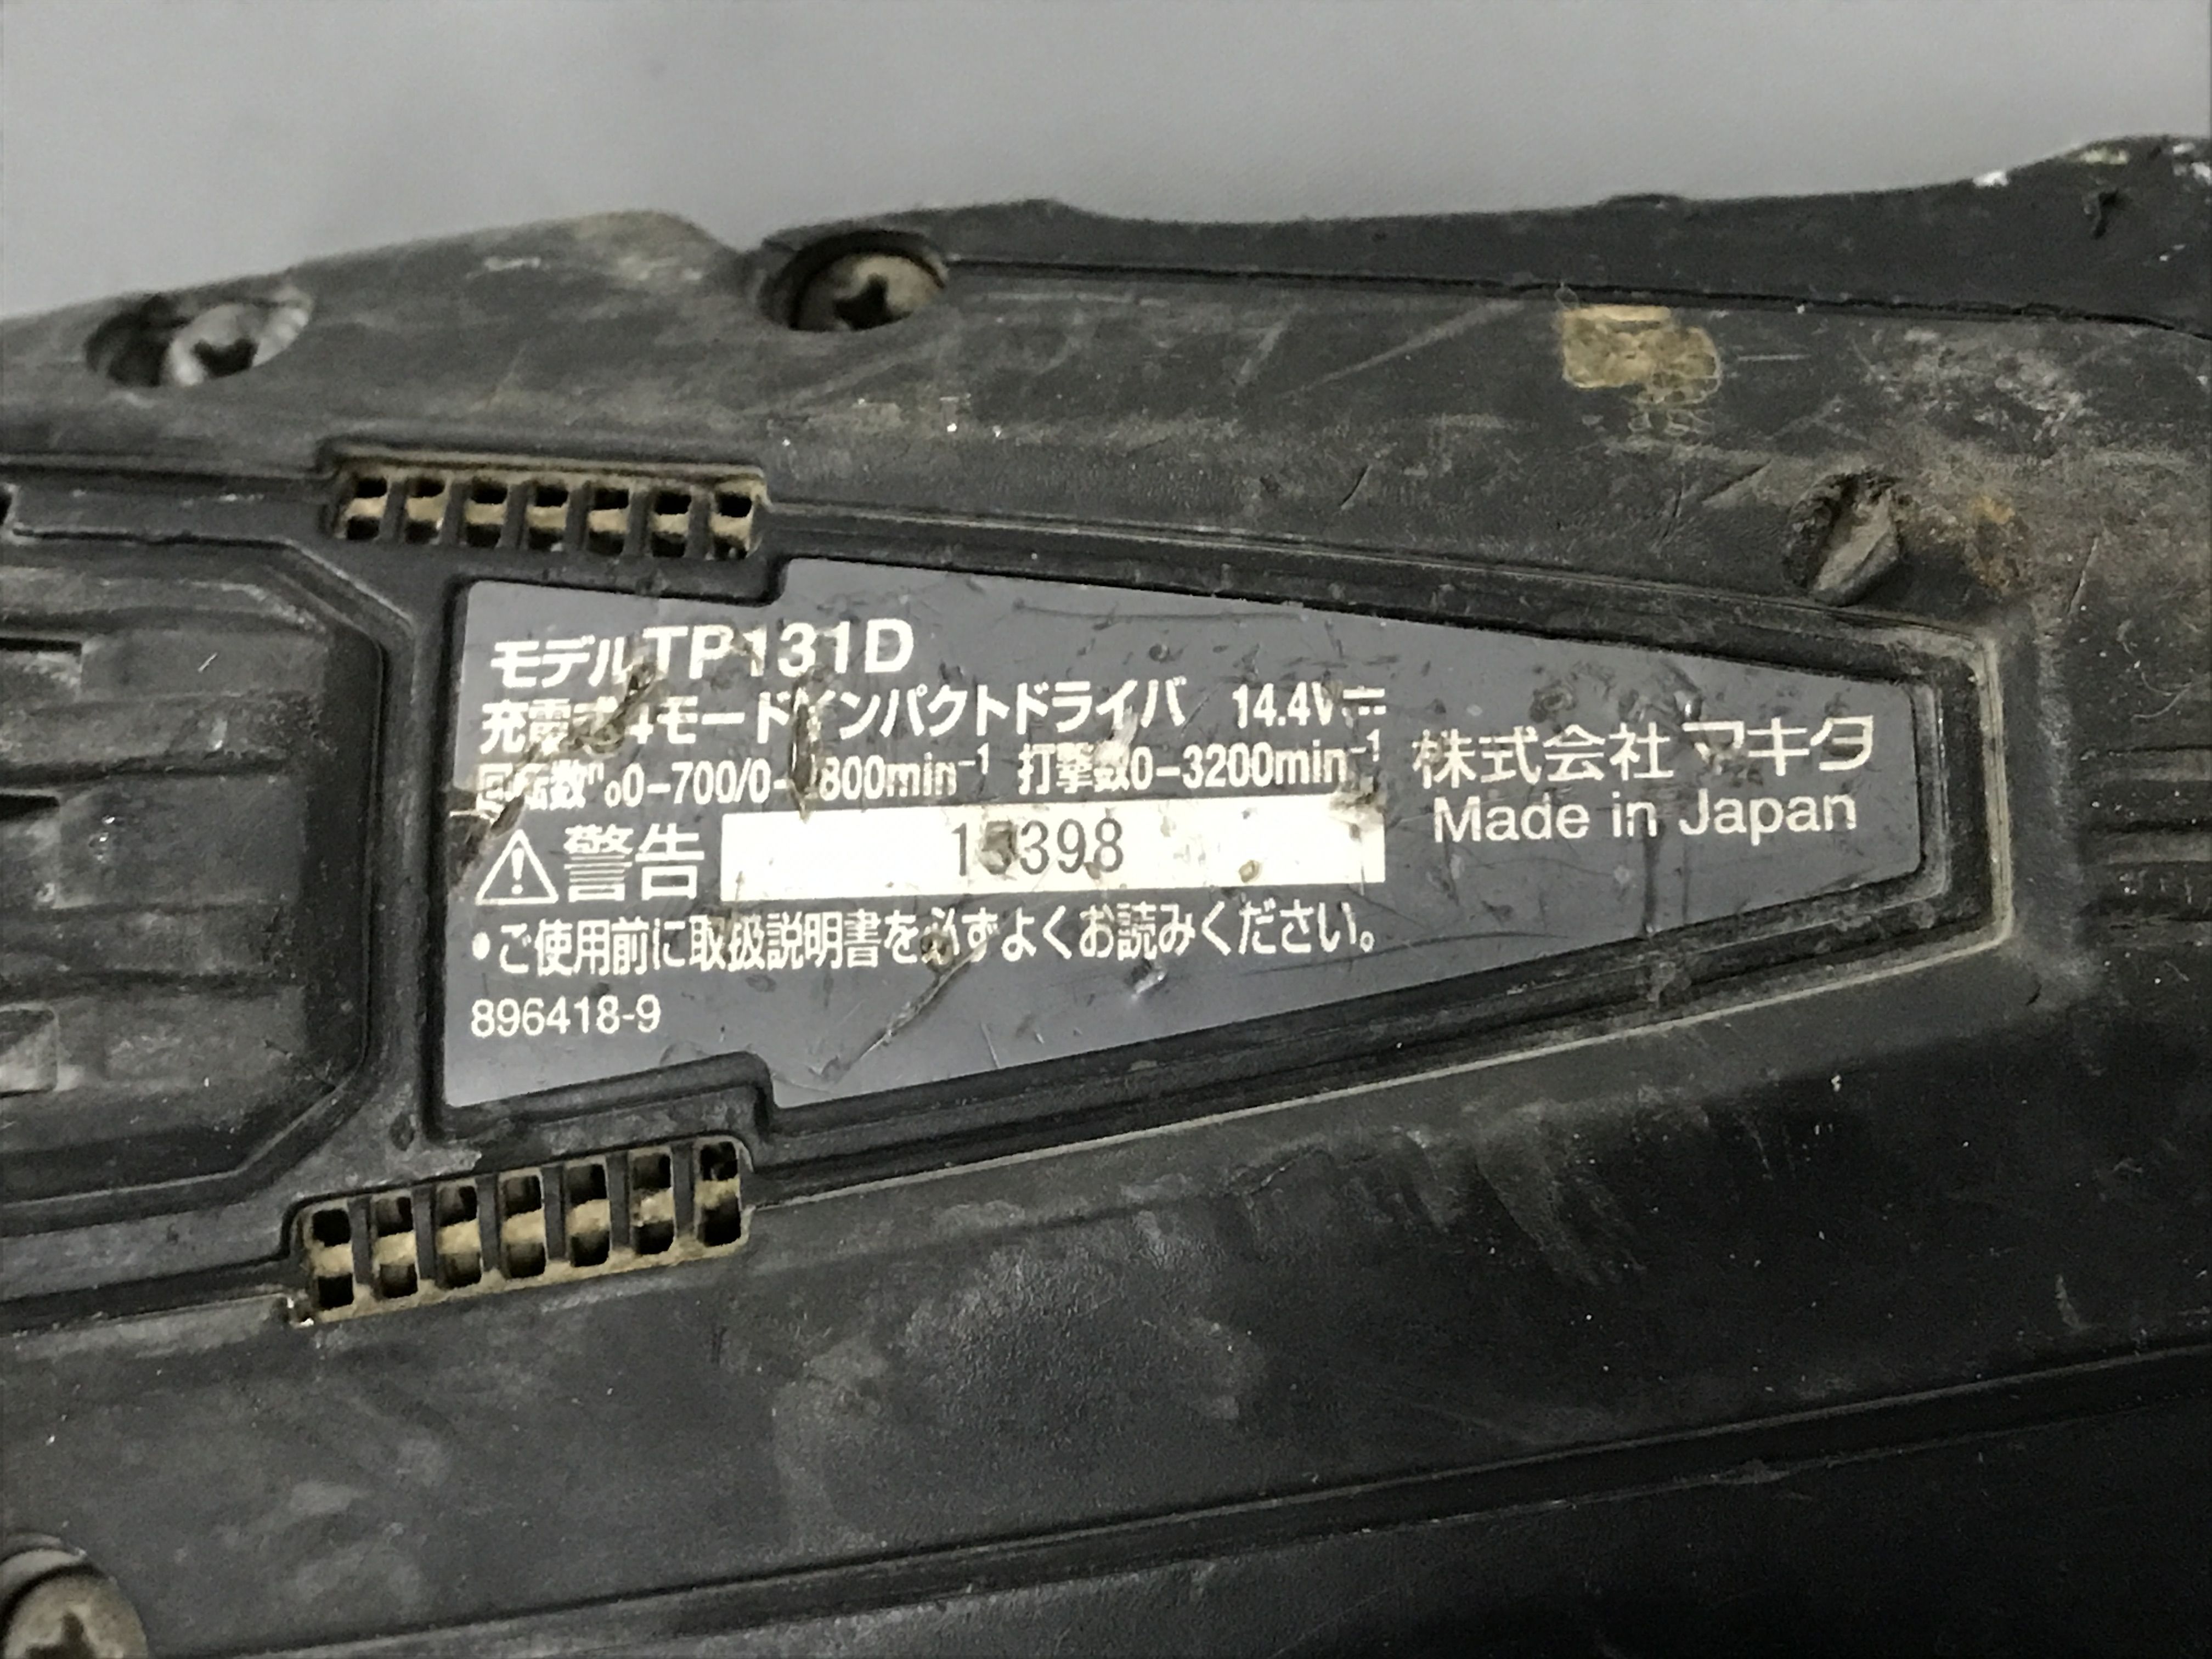 モデルTP131D
充電式4モードインパクトドライバ 14.4V⎓
回転数 0-700/0- 800min⁻¹ 打撃数0-3200min⁻¹
株式会社マキタ
Made in Japan
⚠警告
15398
•ご使用前に取扱説明書を必ずよくお読みください。
896418-9